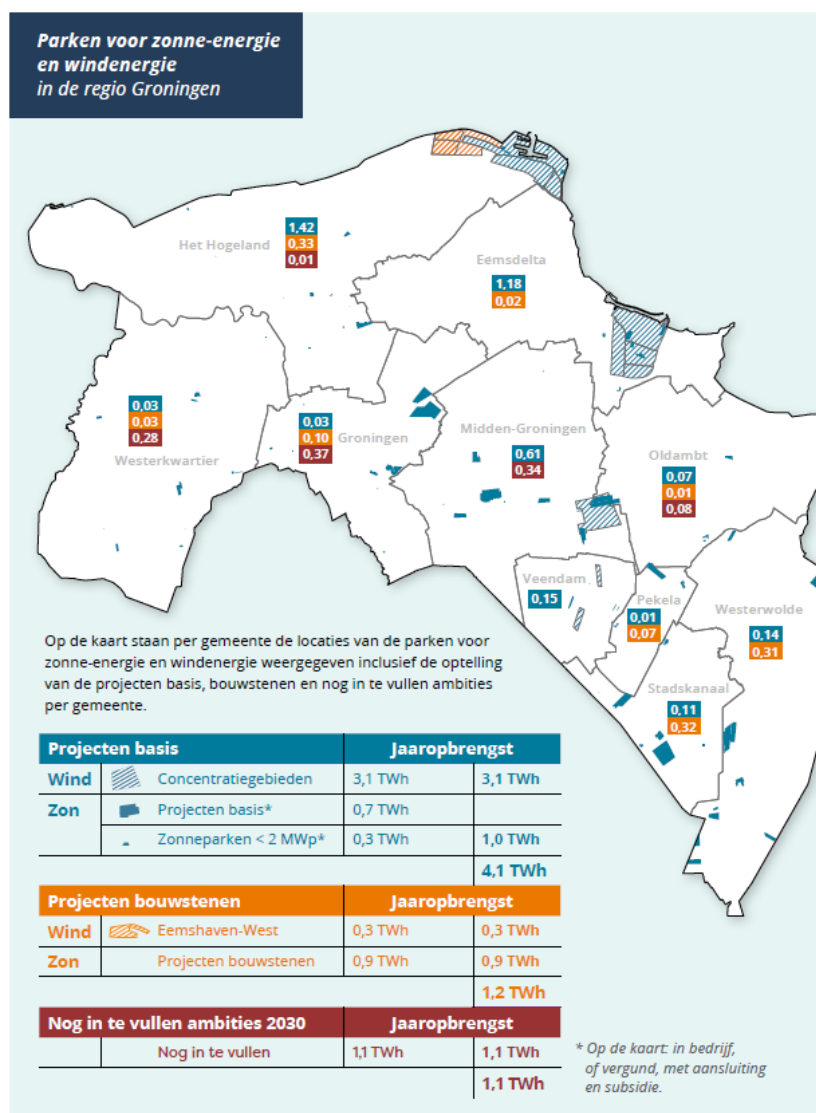 Parken voor zonne-energie
en windenergie
in de regio Groningen
Het Hogeland
1,42
0,33
0,01
Eemsdelta
1,18
0,02
0,03
0,03
0,28
Westerkwartier
0,03
0,10
0,37
Groningen
Midden-Groningen
0,61
0,34
Oldambt
0,07
0,01
0,08
Veendam
0,15
Pekela
0,01
0,07
Westerwolde
0,14
0,31
Stadskanaal
0,11
0,32
Op de kaart staan per gemeente de locaties van de parken voor
zonne-energie en windenergie weergegeven inclusief de optelling
van de projecten basis, bouwstenen en nog in te vullen ambities
per gemeente.
Projecten basis Jaaropbrengst
Wind Concentratiegebieden 3,1 TWh 3,1 TWh
Zon Projecten basis* 0,7 TWh
Zonneparken < 2 MWp* 0,3 TWh 1,0 TWh
4,1 TWh
Projecten bouwstenen Jaaropbrengst
Wind Eemshaven-West 0,3 TWh 0,3 TWh
Zon Projecten bouwstenen 0,9 TWh 0,9 TWh
1,2 TWh
Nog in te vullen ambities 2030 Jaaropbrengst
Nog in te vullen 1,1 TWh 1,1 TWh
1,1 TWh
* Op de kaart: in bedrijf,
of vergund, met aansluiting
en subsidie.